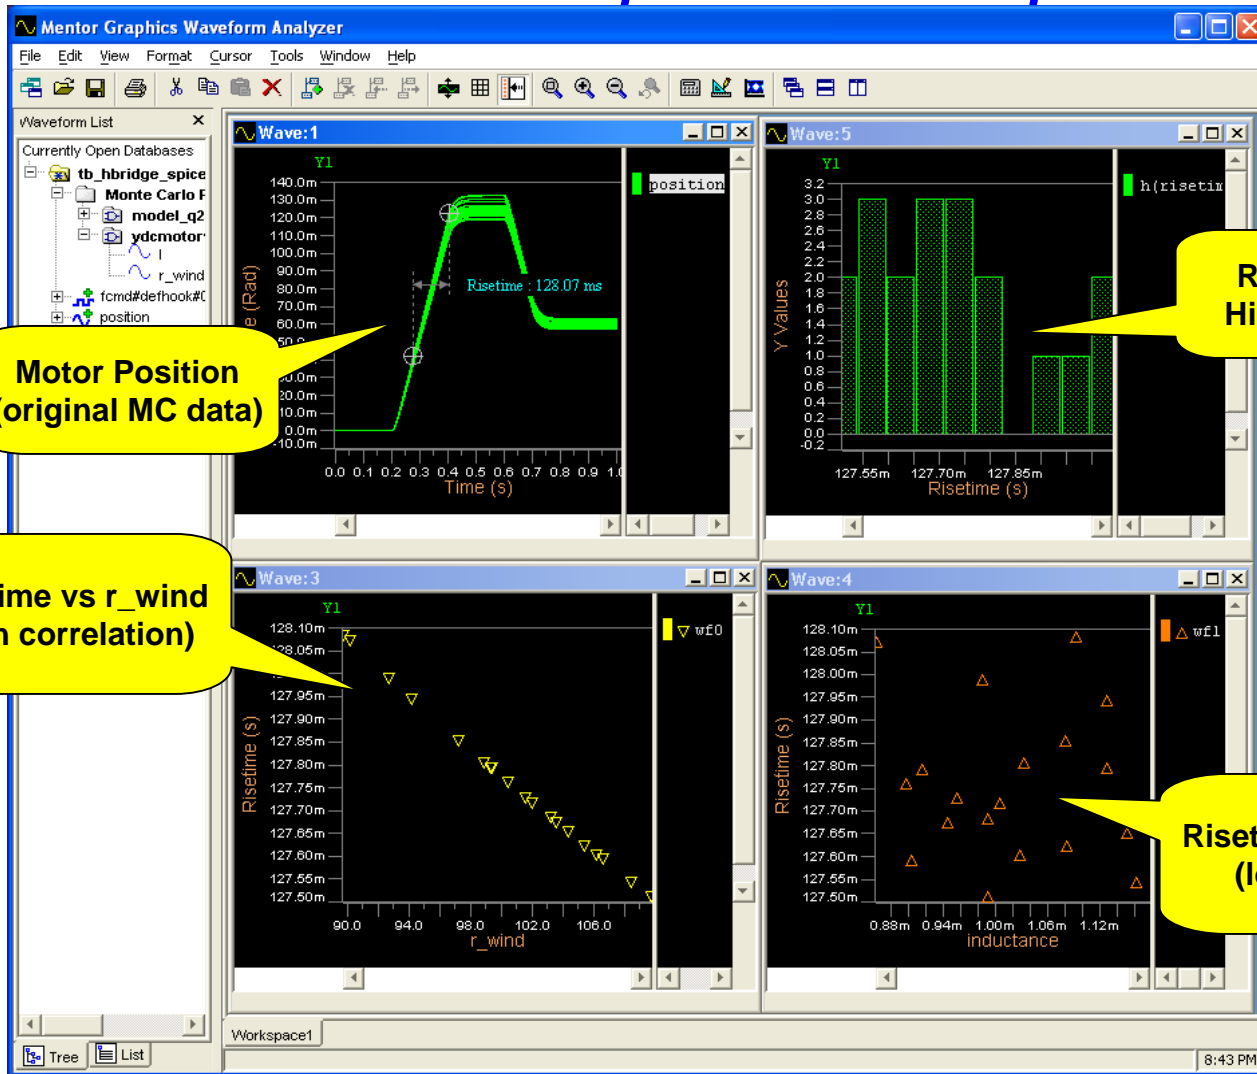 Mentor Graphics Waveform Analyzer
File Edit View Format Cursor Tools Window Help
Waveform List
Currently Open Databases
tb_hbridge_spice
Monte Carlo
model_q2
ydcmotor
r_wind
fcmd#defhook#
position
Wave:1
Y1
140.0m
130.0m
120.0m
110.0m
100.0m
90.0m
80.0m
70.0m
60.0m
20.0m
10.0m
0.0m
-10.0m
(Rad)
Risetime : 128.07 ms
0.0 0.1 0.2 0.3 0.4 0.5 0.6 0.7 0.8 0.9
Time (s)
position
Motor Position
(original MC data)
Wave:5
Y1
3.2
3.0
2.8
2.6
2.4
2.2
2.0
1.8
1.6
1.4
1.2
1.0
0.8
0.6
0.4
0.2
0.0
-0.2
Y Values
127.55m 127.70m 127.85m
Risetime (s)
h(risetim
R
Hi
Wave:3
Y1
128.10m
128.05m
127.95m
127.90m
127.85m
127.80m
127.75m
127.70m
127.65m
127.60m
127.55m
127.50m
Risetime (s)
90.0 94.0 98.0 102.0 106.0
r_wind
wf0
ime vs r_wind
correlation)
Wave:4
Y1
128.10m
128.05m
128.00m
127.95m
127.90m
127.85m
127.80m
127.75m
127.70m
127.65m
127.60m
127.55m
127.50m
Risetime (s)
0.88m 0.94m 1.00m 1.06m 1.12m
inductance
wf1
Riset
Workspace1
Tree List
8:43 PM